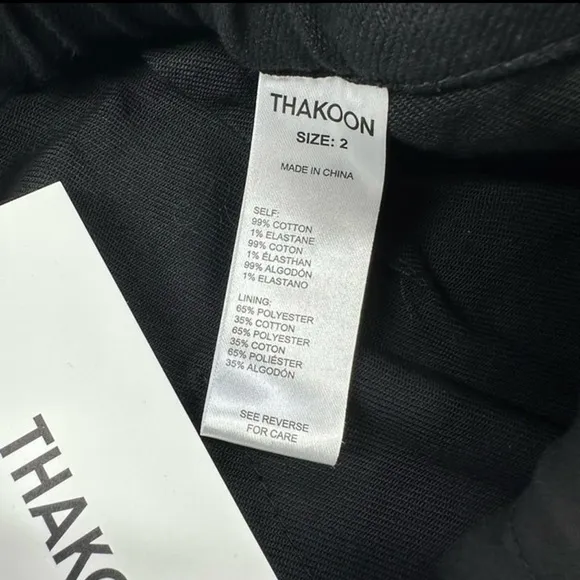 THAKOON
SIZE: 2
MADE IN CHINA
SELF:
99% COTTON
1% ELASTANE
99% COTON
1% ÉLASTHAN
99% ALGODÓN
1% ELASTANO
LINING:
65% POLYESTER
35% COTTON
65% POLYESTER
35% COTON
65% POLIÉSTER
35% ALGODÓN
SEE REVERSE
FOR CARE
THAKO